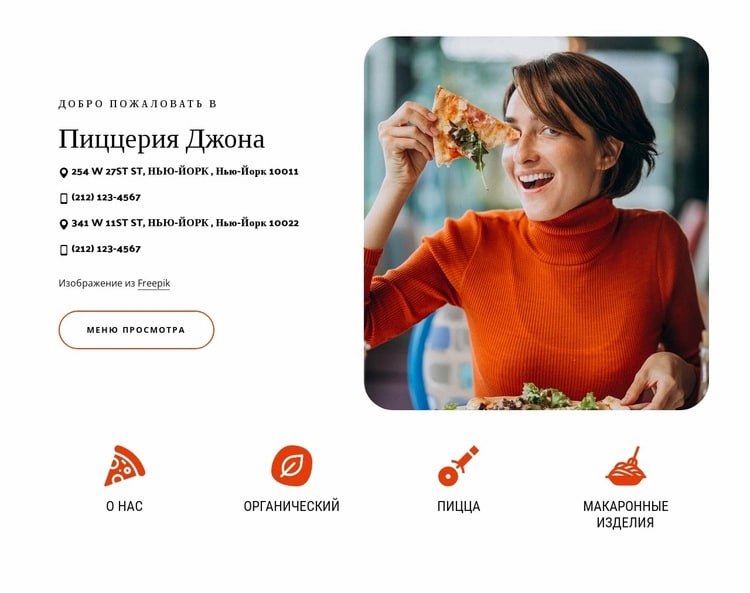 ДОБРО ПОЖАЛОВАТЬ В
Пиццерия Джона
254 W 27ST ST, НЬЮ-ЙОРК , Нью-Йорк 10011
(212) 123-4567
341 W 11ST ST, НЬЮ-ЙОРК , Нью-Йорк 10022
(212) 123-4567
Изображение из Freepik
МЕНЮ ПРОСМОТРА
О НАС
ОРГАНИЧЕСКИЙ
ПИЦЦА
МАКАРОННЫЕ
ИЗДЕЛИЯ